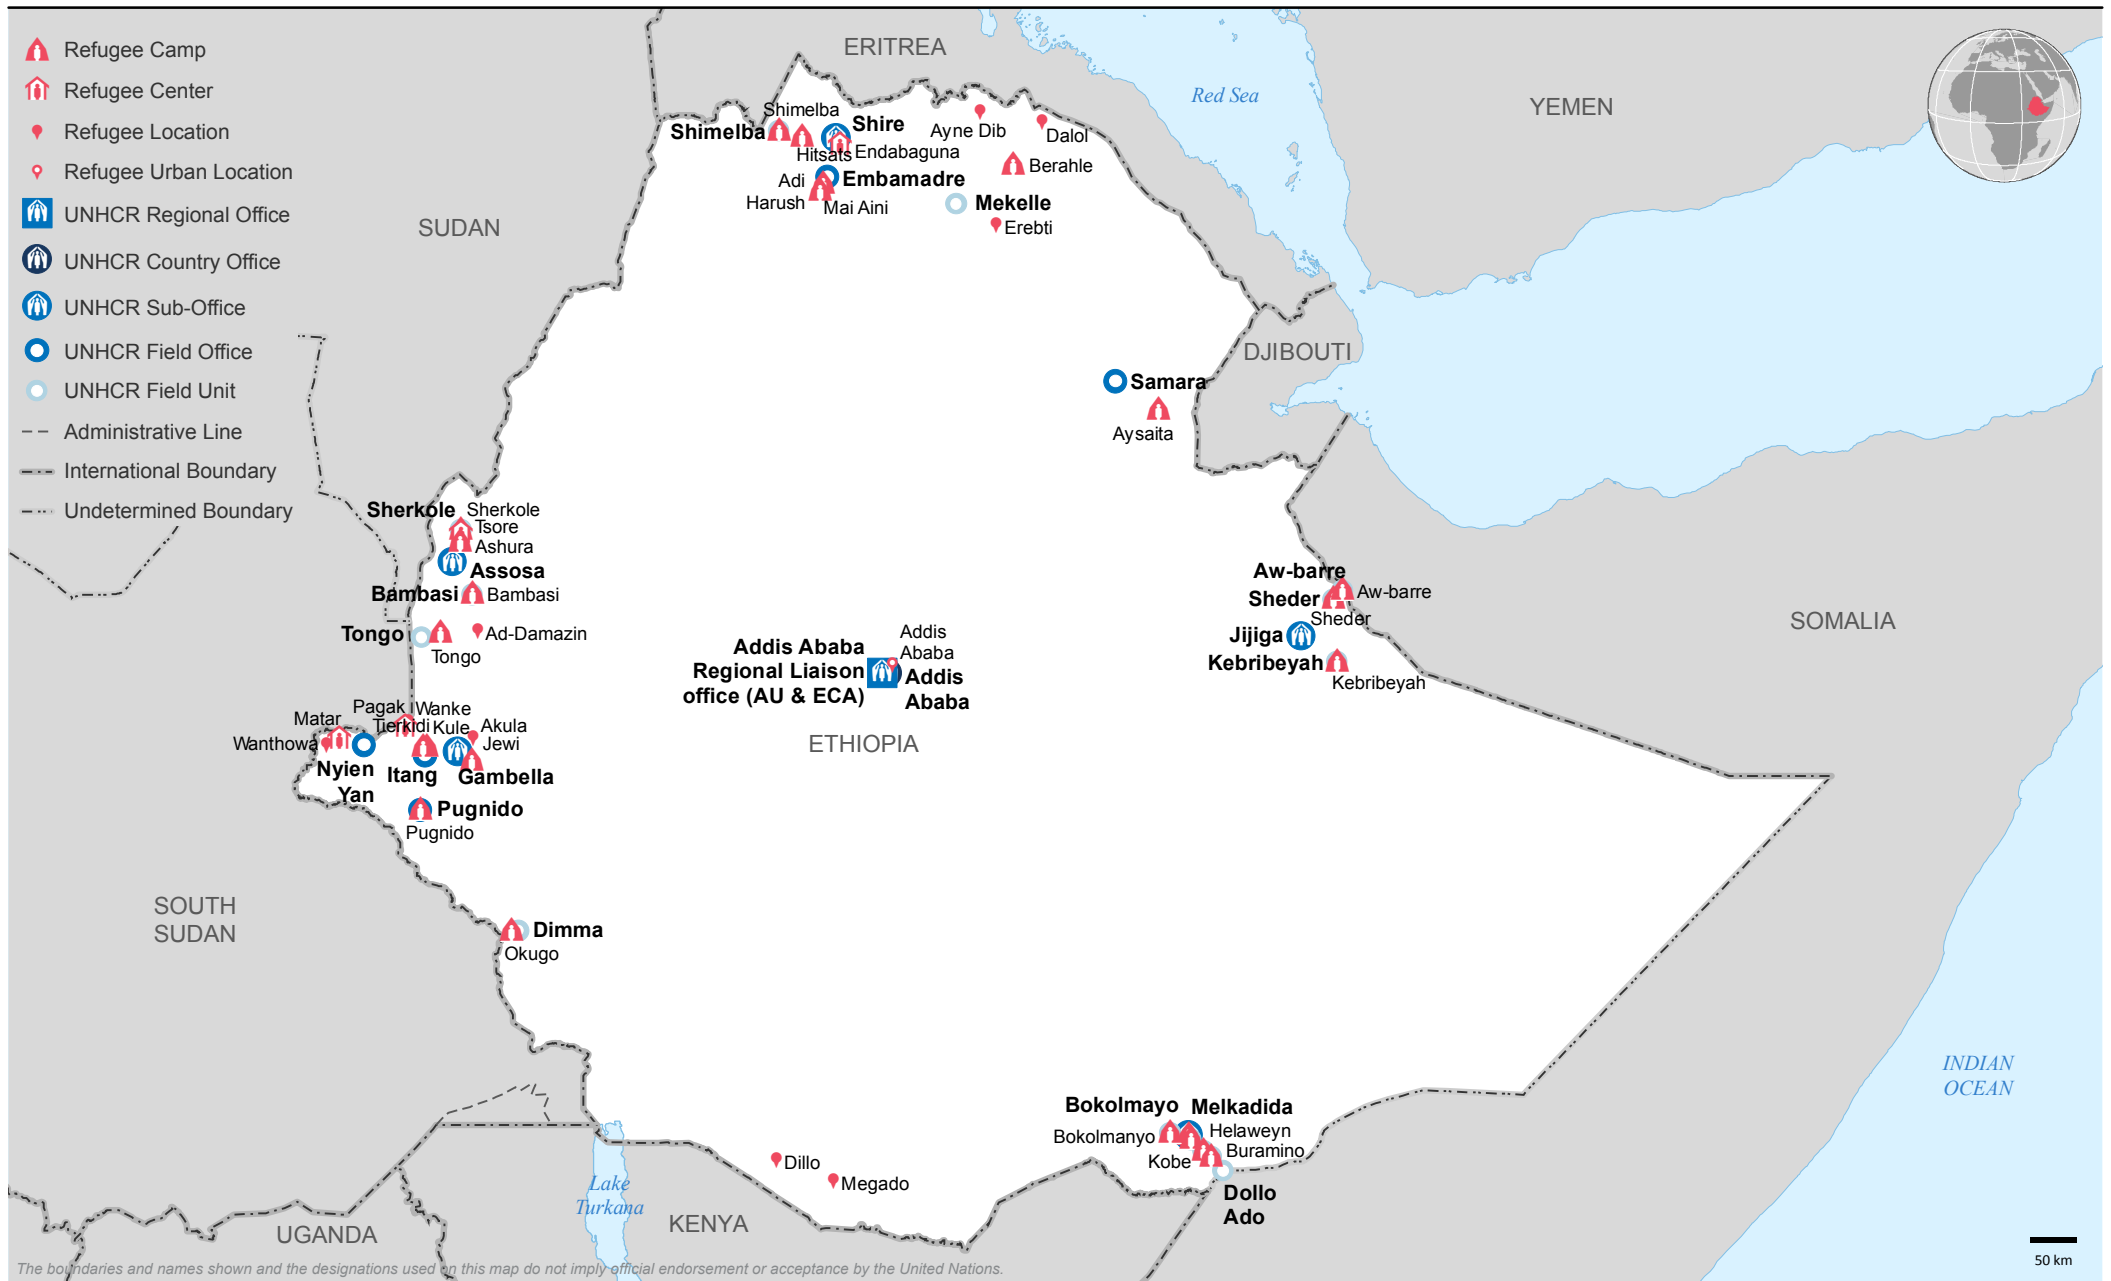 Refugee Camp
Refugee Center
Refugee Location
Refugee Urban Location
UNHCR Regional Office
UNHCR Country Office
UNHCR Sub-Office
UNHCR Field Office
UNHCR Field Unit
Administrative Line
International Boundary
Undetermined Boundary
ERITREA
Red Sea
YEMEN
SUDAN
Shimelba
Shimelba
Shire
Hitsats
Endabaguna
Ayne Dib
Dalol
Berahle
Adi
Harush
Embamadre
Mai Aini
Mekelle
Erebti
DJIBOUTI
Samara
Aysaita
Sherkole
Sherkole
Tsore
Ashura
Assosa
Bambasi
Bambasi
Tongo
Tongo
Ad-Damazin
Addis Ababa
Regional Liaison
office (AU & ECA)
Addis
Ababa
Addis
Ababa
ETHIOPIA
Aw-barre
Aw-barre
Sheder
Sheder
Jijiga
Kebribeyah
Kebribeyah
SOMALIA
Pagak
Wanke
Matar
Tierkidi
Kule
Akula
Wanthowa
Jewi
Nyien
Yan
Itang
Gambella
Pugnido
Pugnido
SOUTH
SUDAN
Dimma
Okugo
INDIAN
OCEAN
Bokolmayo
Melkadida
Bokolmanyo
Helaweyn
Kobe
Buramino
Dollo
Ado
Dillo
Megado
Lake
Turkana
KENYA
UGANDA
50 km
The boundaries and names shown and the designations used on this map do not imply official endorsement or acceptance by the United Nations.